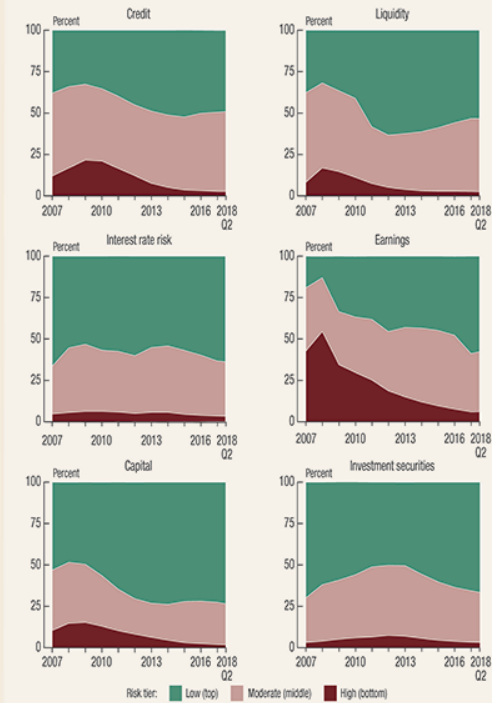 Credit
Percent
100
75
50
25
0
2007 2010 2013 2016 2018
Q2
Liquidity
Percent
100
75
50
25
0
2007 2010 2013 2016 2018
Q2
Interest rate risk
Percent
100
75
50
25
0
2007 2010 2013 2016 2018
Q2
Earnings
Percent
100
75
50
25
0
2007 2010 2013 2016 2018
Q2
Capital
Percent
100
75
50
25
0
2007 2010 2013 2016 2018
Q2
Investment securities
Percent
100
75
50
25
0
2007 2010 2013 2016 2018
Q2
Risk tier: Low (top) Moderate (middle) High (bottom)